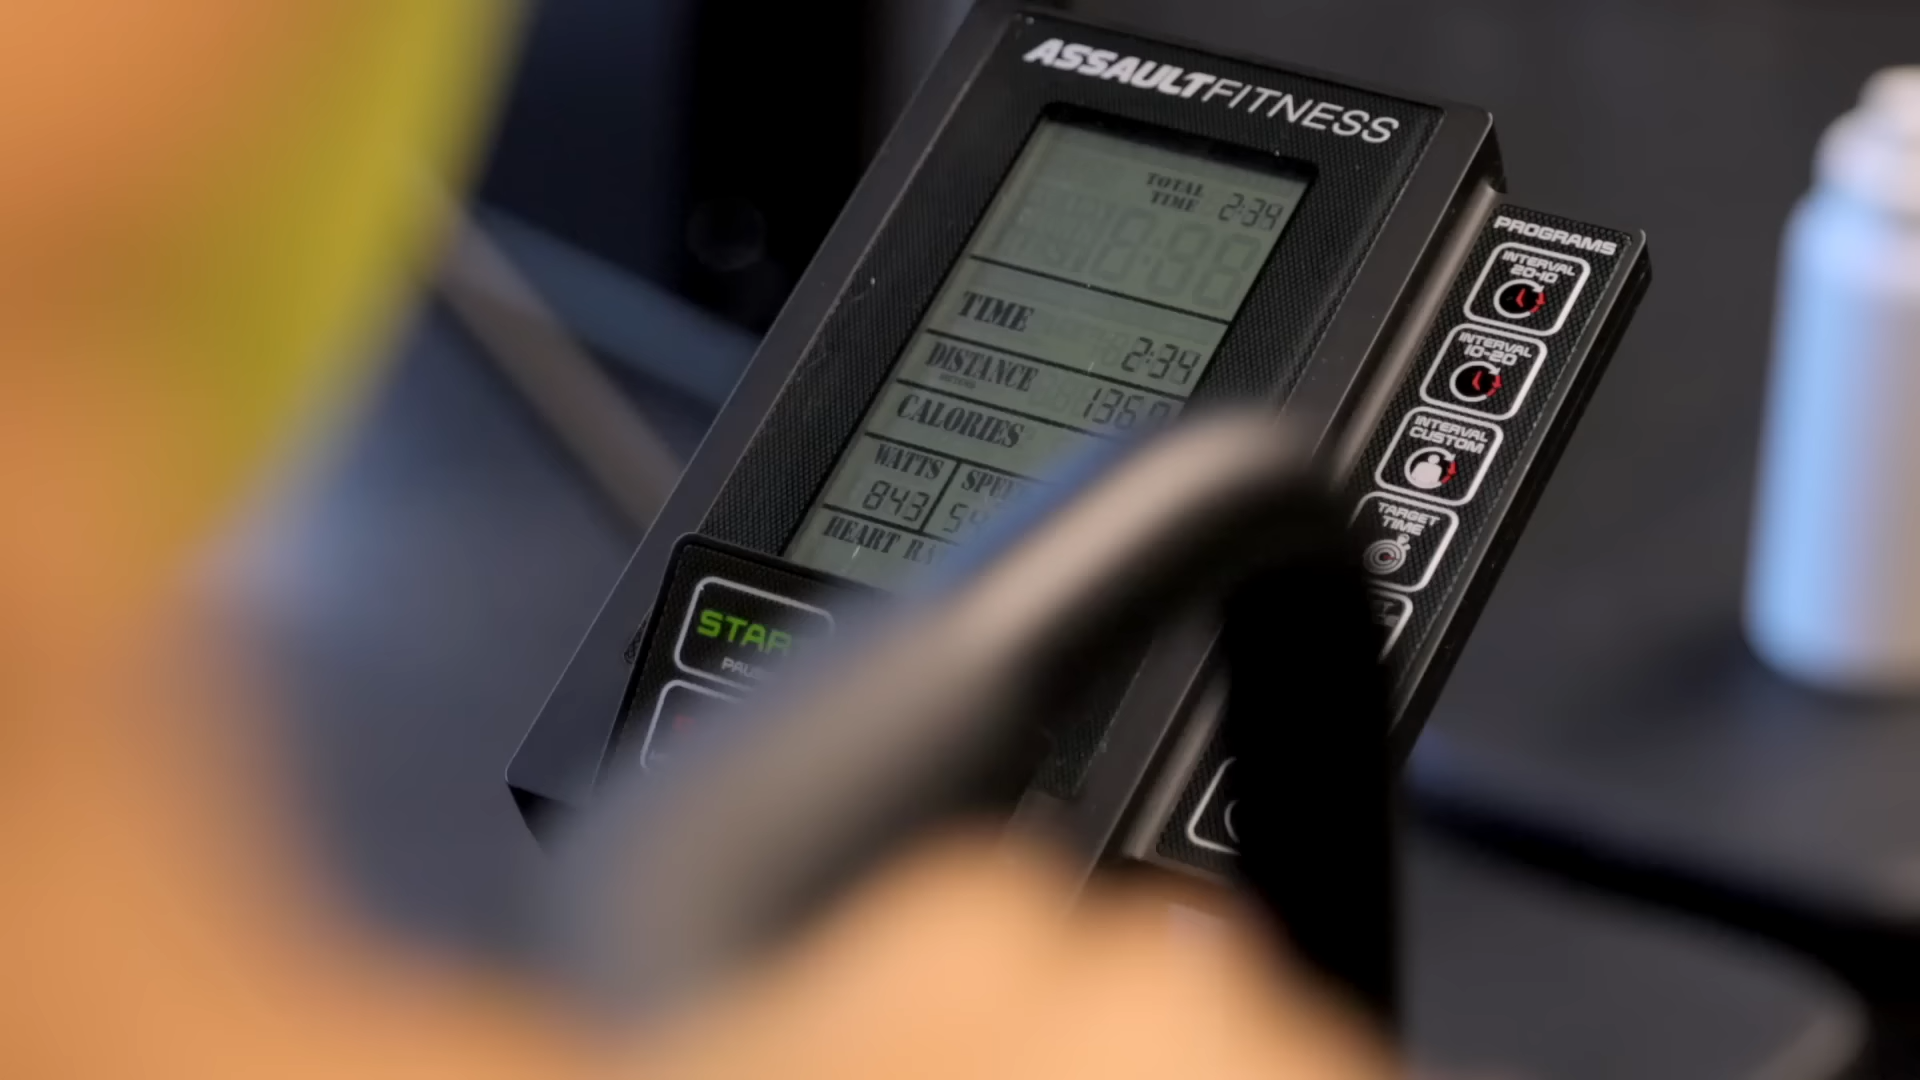 ASSAULTFITNESS
TOTAL
TIME 2:34
TIME
2:34
DISTANCE
CALORIES
WATTS
843
HEART
PROGRAMS
INTERVAL
20-10
INTERVAL
10-20
INTERVAL
CUSTOM
TARGET
TIME